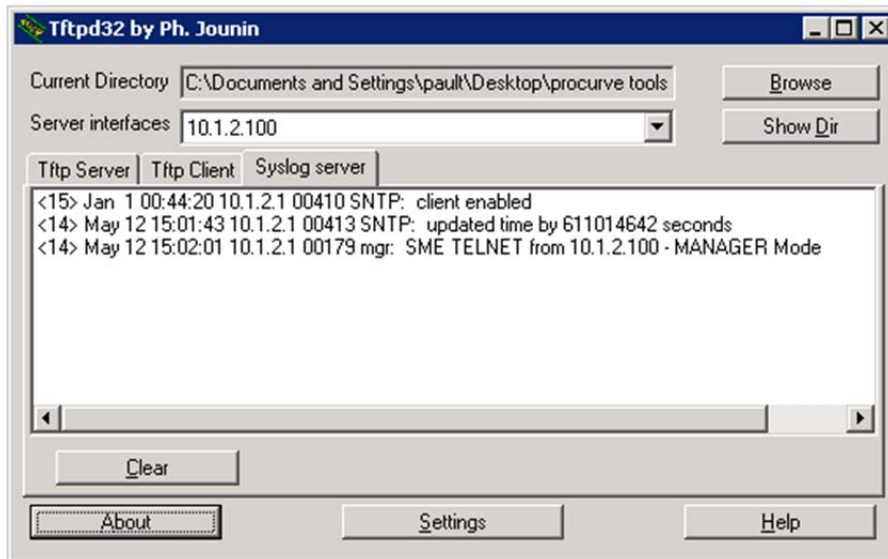 Tftpd32 by Ph. Jounin
Current Directory C:\Documents and Settings\pault\Desktop\procurve tools Browse
Server interfaces 10.1.2.100 Show Dir
Tftp Server Tftp Client Syslog server
<15> Jan 1 00:44:20 10.1.2.1 00410 SNTP: client enabled
<14> May 12 15:01:43 10.1.2.1 00413 SNTP: updated time by 611014642 seconds
<14> May 12 15:02:01 10.1.2.1 00179 mgr: SME TELNET from 10.1.2.100 - MANAGER Mode
Clear
About Settings Help